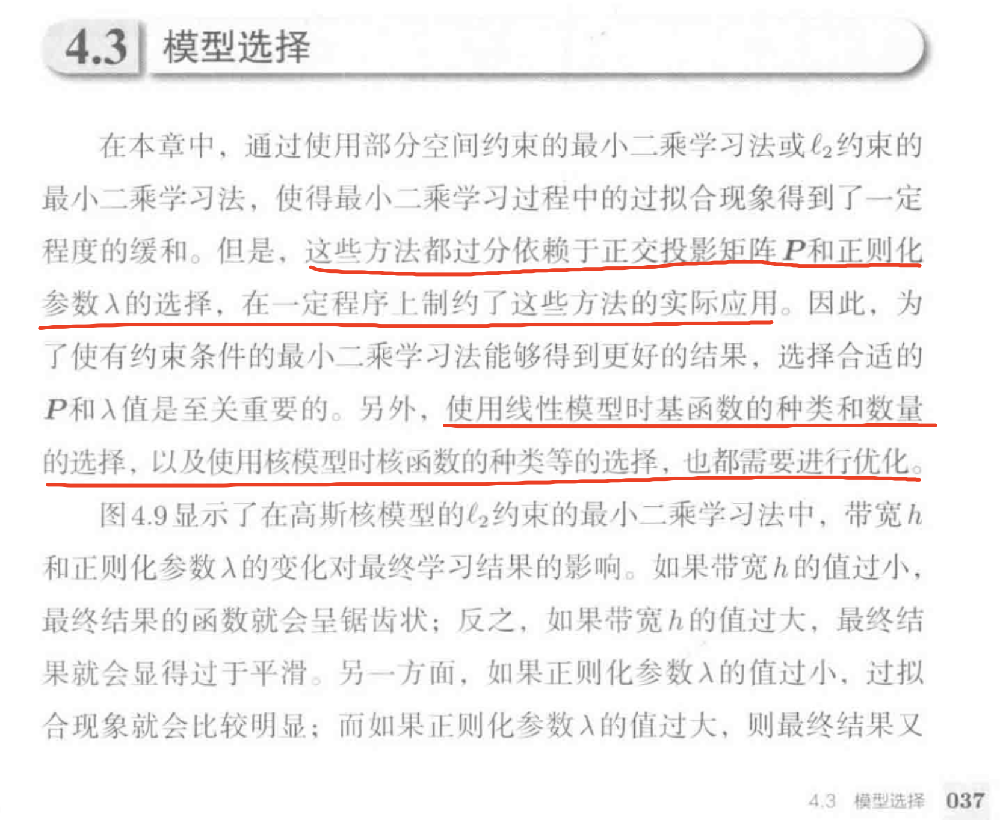 4.3 模型选择
在本章中，通过使用部分空间约束的最小二乘学习法或ℓ₂约束的
最小二乘学习法，使得最小二乘学习过程中的过拟合现象得到了一定
程度的缓和。但是，这些方法都过分依赖于正交投影矩阵P和正则化
参数λ的选择，在一定程序上制约了这些方法的实际应用。因此，为
了使有约束条件的最小二乘学习法能够得到更好的结果，选择合适的
P和λ值是至关重要的。另外，使用线性模型时基函数的种类和数量
的选择，以及使用核模型时核函数的种类等的选择，也都需要进行优化。
图4.9显示了在高斯核模型的ℓ₂约束的最小二乘学习法中，带宽h
和正则化参数λ的变化对最终学习结果的影响。如果带宽h的值过小，
最终结果的函数就会呈锯齿状；反之，如果带宽h的值过大，最终结
果就会显得过于平滑。另一方面，如果正则化参数λ的值过小，过拟
合现象就会比较明显；而如果正则化参数λ的值过大，则最终结果又
4.3 模型选择 037